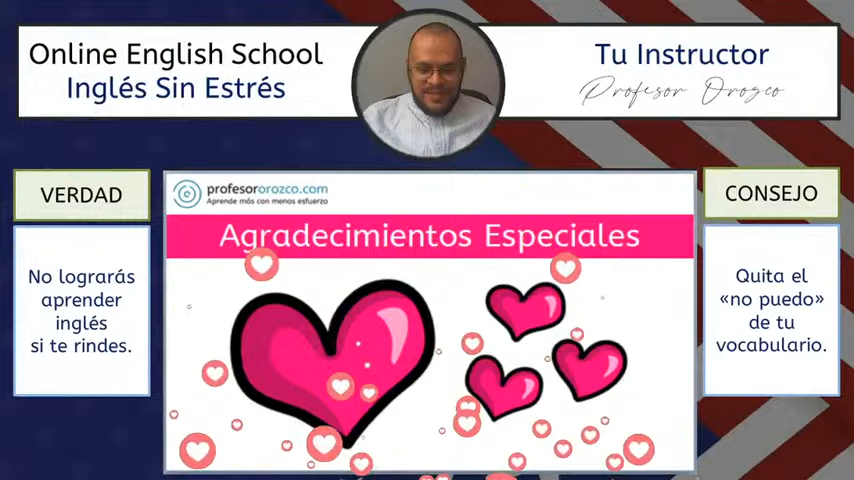 Online English School
Inglés Sin Estrés
Tu Instructor
Profesor Orozco
VERDAD
No lograrás
aprender
inglés
si te rindes.
profesororozco.com
Aprende más con menos esfuerzo
Agradecimientos Especiales
CONSEJO
Quita el
«no puedo»
de tu
vocabulario.